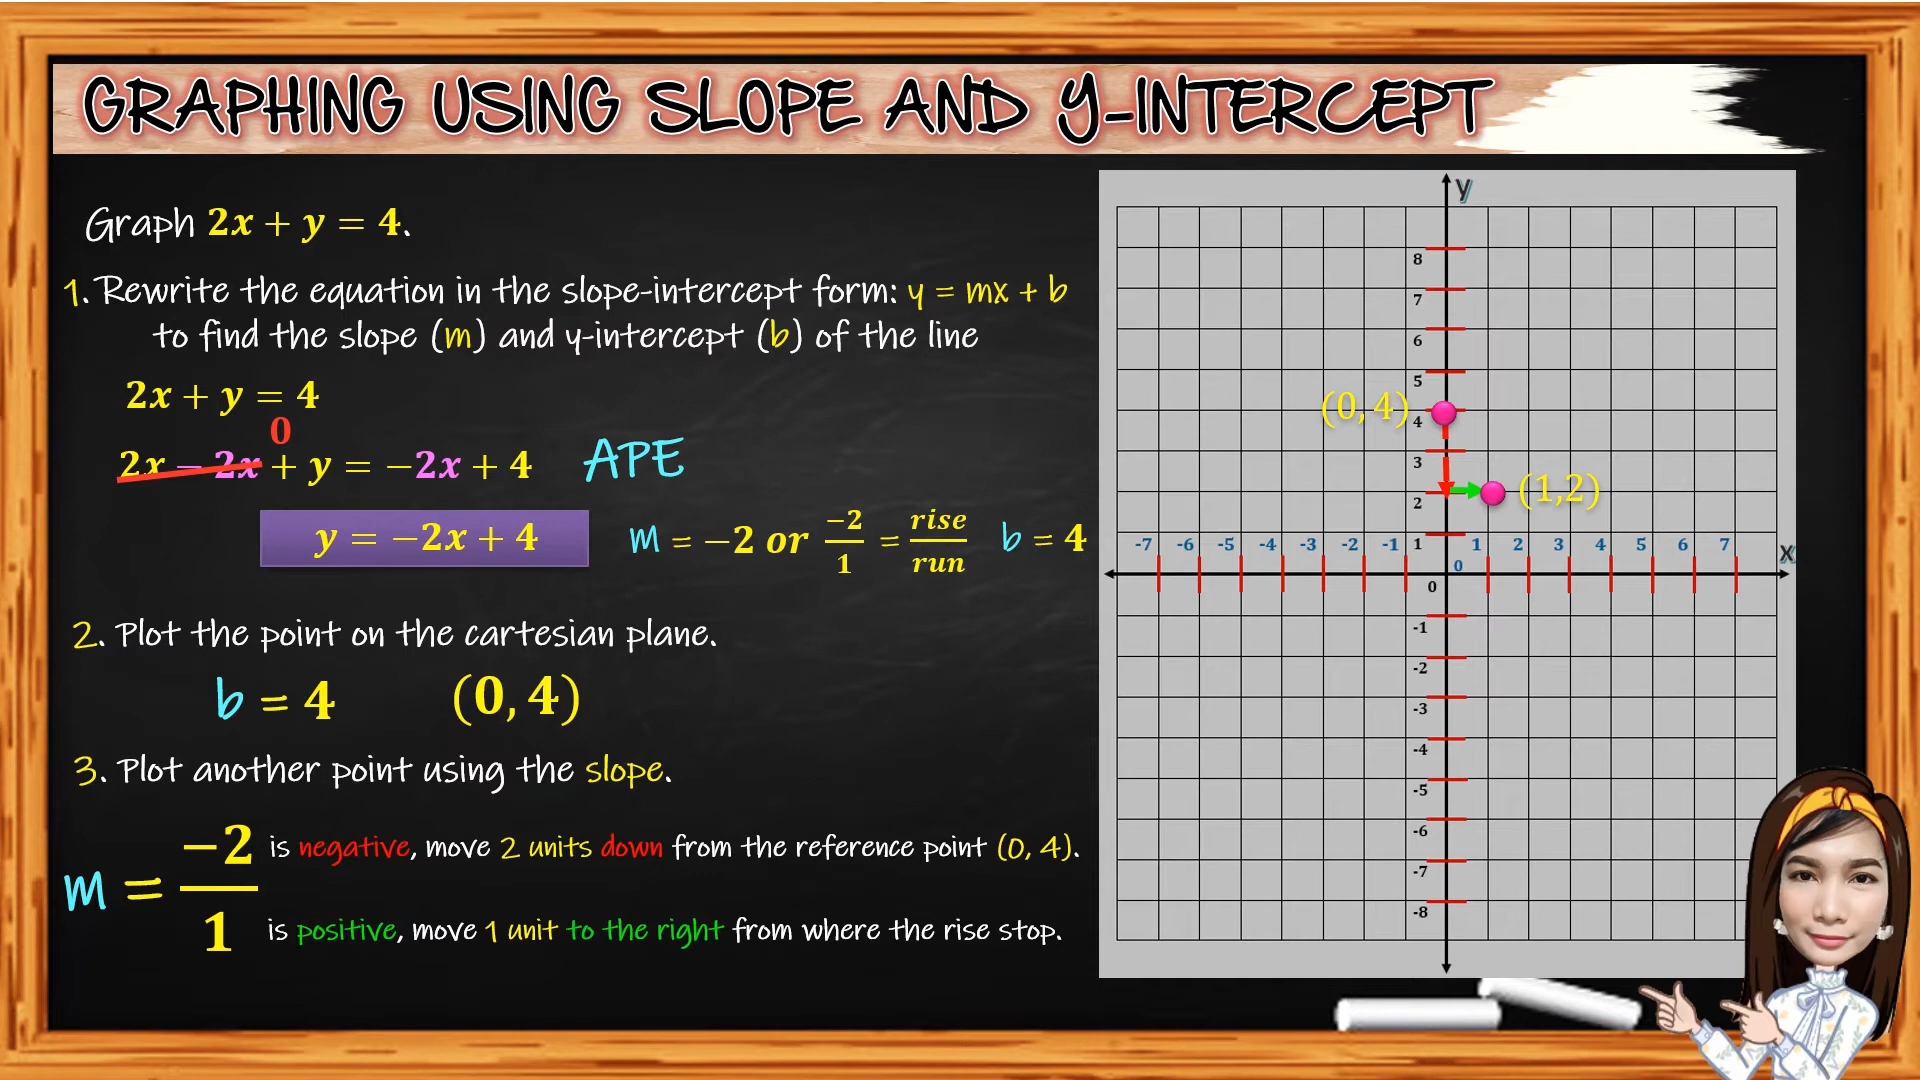 GRAPHING USING SLOPE AND Y-INTERCEPT
Graph 2x + y = 4.
1. Rewrite the equation in the slope-intercept form: y = mx + b
to find the slope (m) and y-intercept (b) of the line
2x + y = 4
0
2x − 2x + y = −2x + 4 APE
y = −2x + 4 m = −2 or −2/1 = rise/run b = 4
2. Plot the point on the cartesian plane.
b = 4 (0, 4)
3. Plot another point using the slope.
m = −2/1
−2 is negative, move 2 units down from the reference point (0, 4).
1 is positive, move 1 unit to the right from where the rise stop.
y
8
7
6
5
(0, 4) 4
3
2 (1,2)
1
-7 -6 -5 -4 -3 -2 -1 1 2 3 4 5 6 7 x
0
0
-1
-2
-3
-4
-5
-6
-7
-8